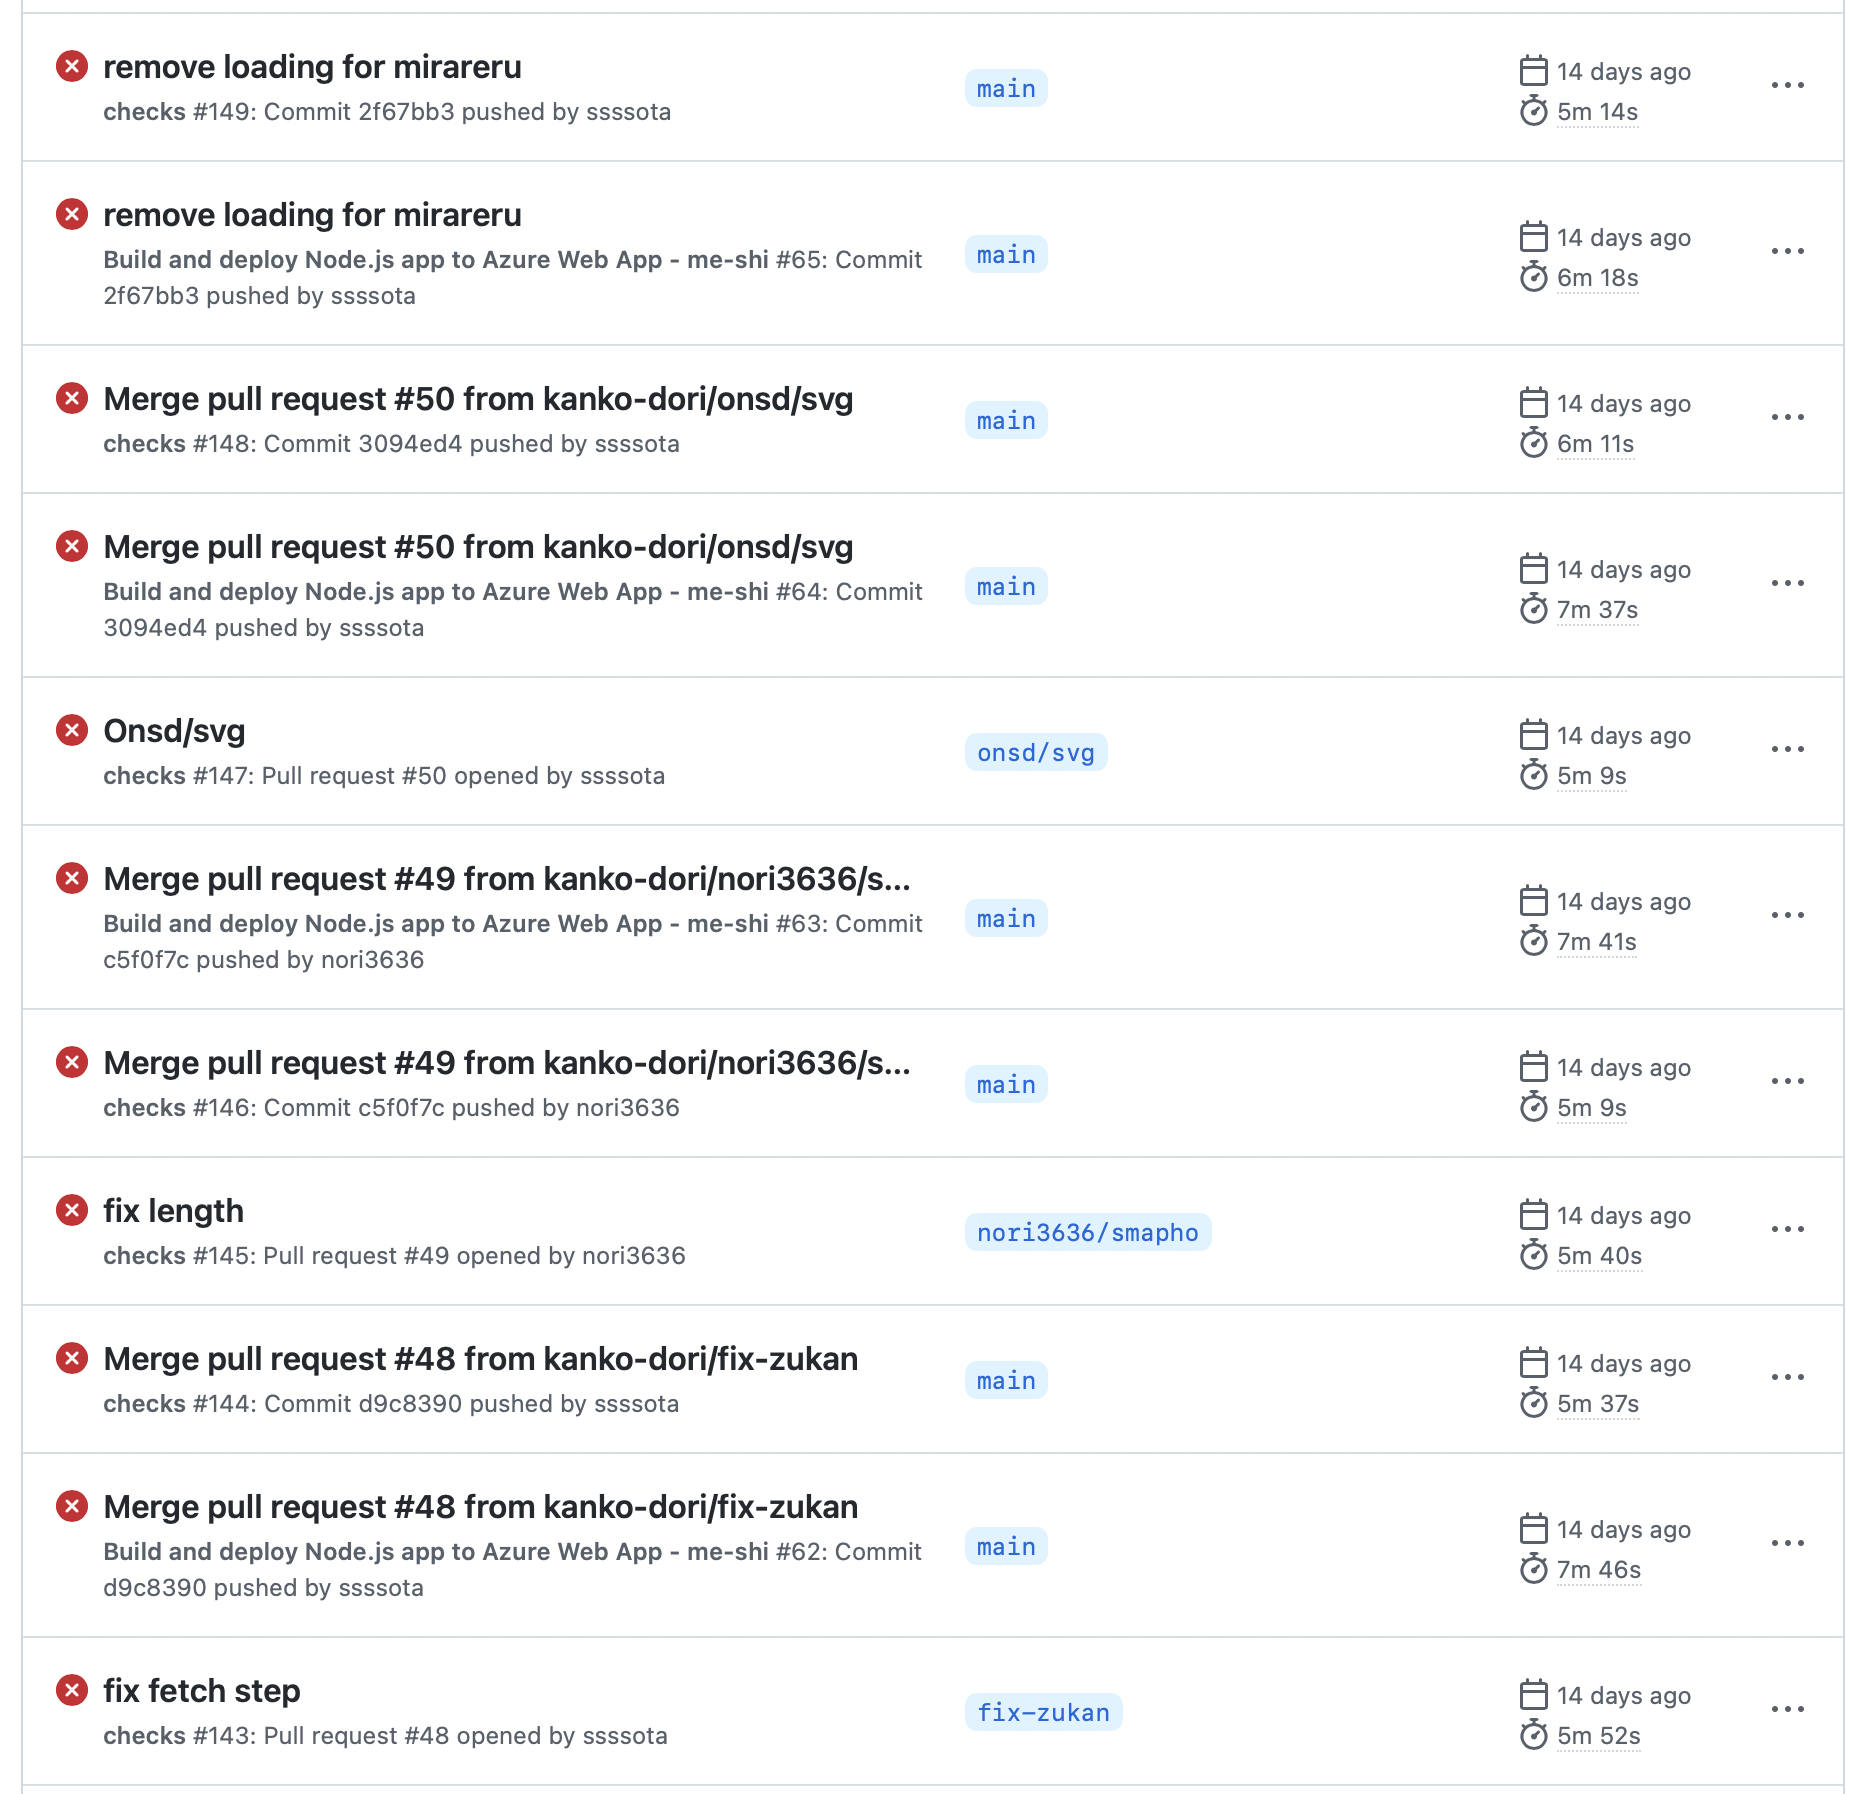 remove loading for mirareru
checks #149: Commit 2f67bb3 pushed by ssssota
main
14 days ago
5m 14s
remove loading for mirareru
Build and deploy Node.js app to Azure Web App - me-shi #65: Commit
2f67bb3 pushed by ssssota
main
14 days ago
6m 18s
Merge pull request #50 from kanko-dori/onsd/svg
checks #148: Commit 3094ed4 pushed by ssssota
main
14 days ago
6m 11s
Merge pull request #50 from kanko-dori/onsd/svg
Build and deploy Node.js app to Azure Web App - me-shi #64: Commit
3094ed4 pushed by ssssota
main
14 days ago
7m 37s
Onsd/svg
checks #147: Pull request #50 opened by ssssota
onsd/svg
14 days ago
5m 9s
Merge pull request #49 from kanko-dori/nori3636/s...
Build and deploy Node.js app to Azure Web App - me-shi #63: Commit
c5f0f7c pushed by nori3636
main
14 days ago
7m 41s
Merge pull request #49 from kanko-dori/nori3636/s...
checks #146: Commit c5f0f7c pushed by nori3636
main
14 days ago
5m 9s
fix length
checks #145: Pull request #49 opened by nori3636
nori3636/smapho
14 days ago
5m 40s
Merge pull request #48 from kanko-dori/fix-zukan
checks #144: Commit d9c8390 pushed by ssssota
main
14 days ago
5m 37s
Merge pull request #48 from kanko-dori/fix-zukan
Build and deploy Node.js app to Azure Web App - me-shi #62: Commit
d9c8390 pushed by ssssota
main
14 days ago
7m 46s
fix fetch step
checks #143: Pull request #48 opened by ssssota
fix-zukan
14 days ago
5m 52s